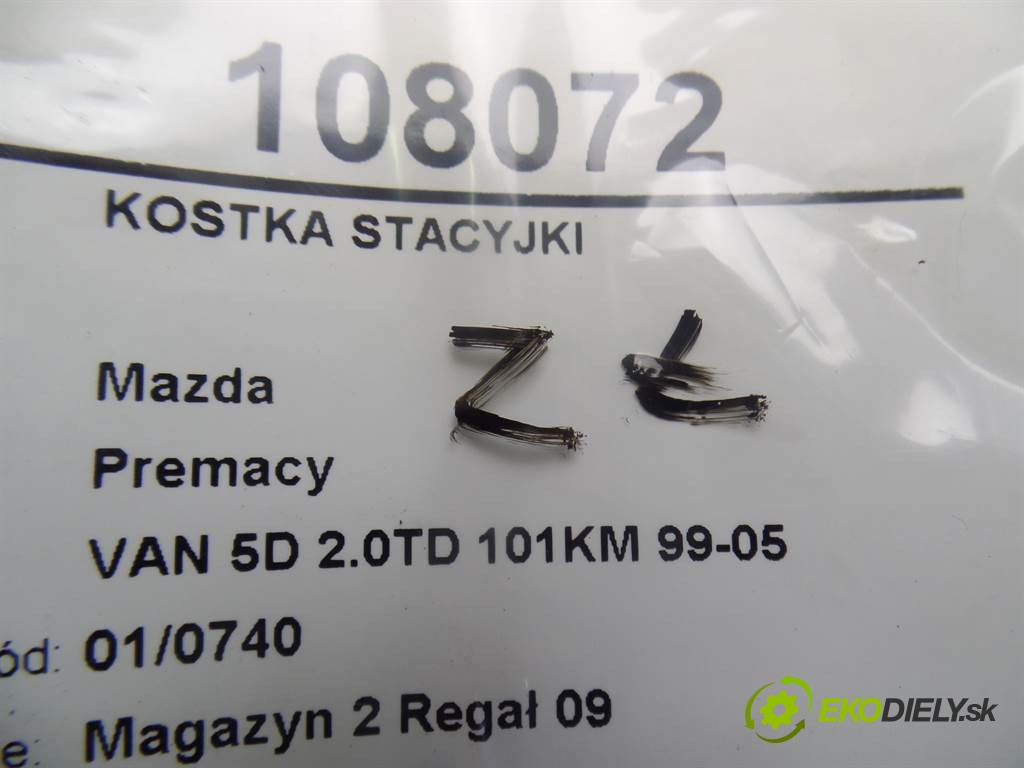 108072
KOSTKA STACYJKI
ZŁ
Mazda
Premacy
VAN 5D 2.0TD 101KM 99-05
ód: 01/0740
e: Magazyn 2 Regał 09
EKODIELY.sk